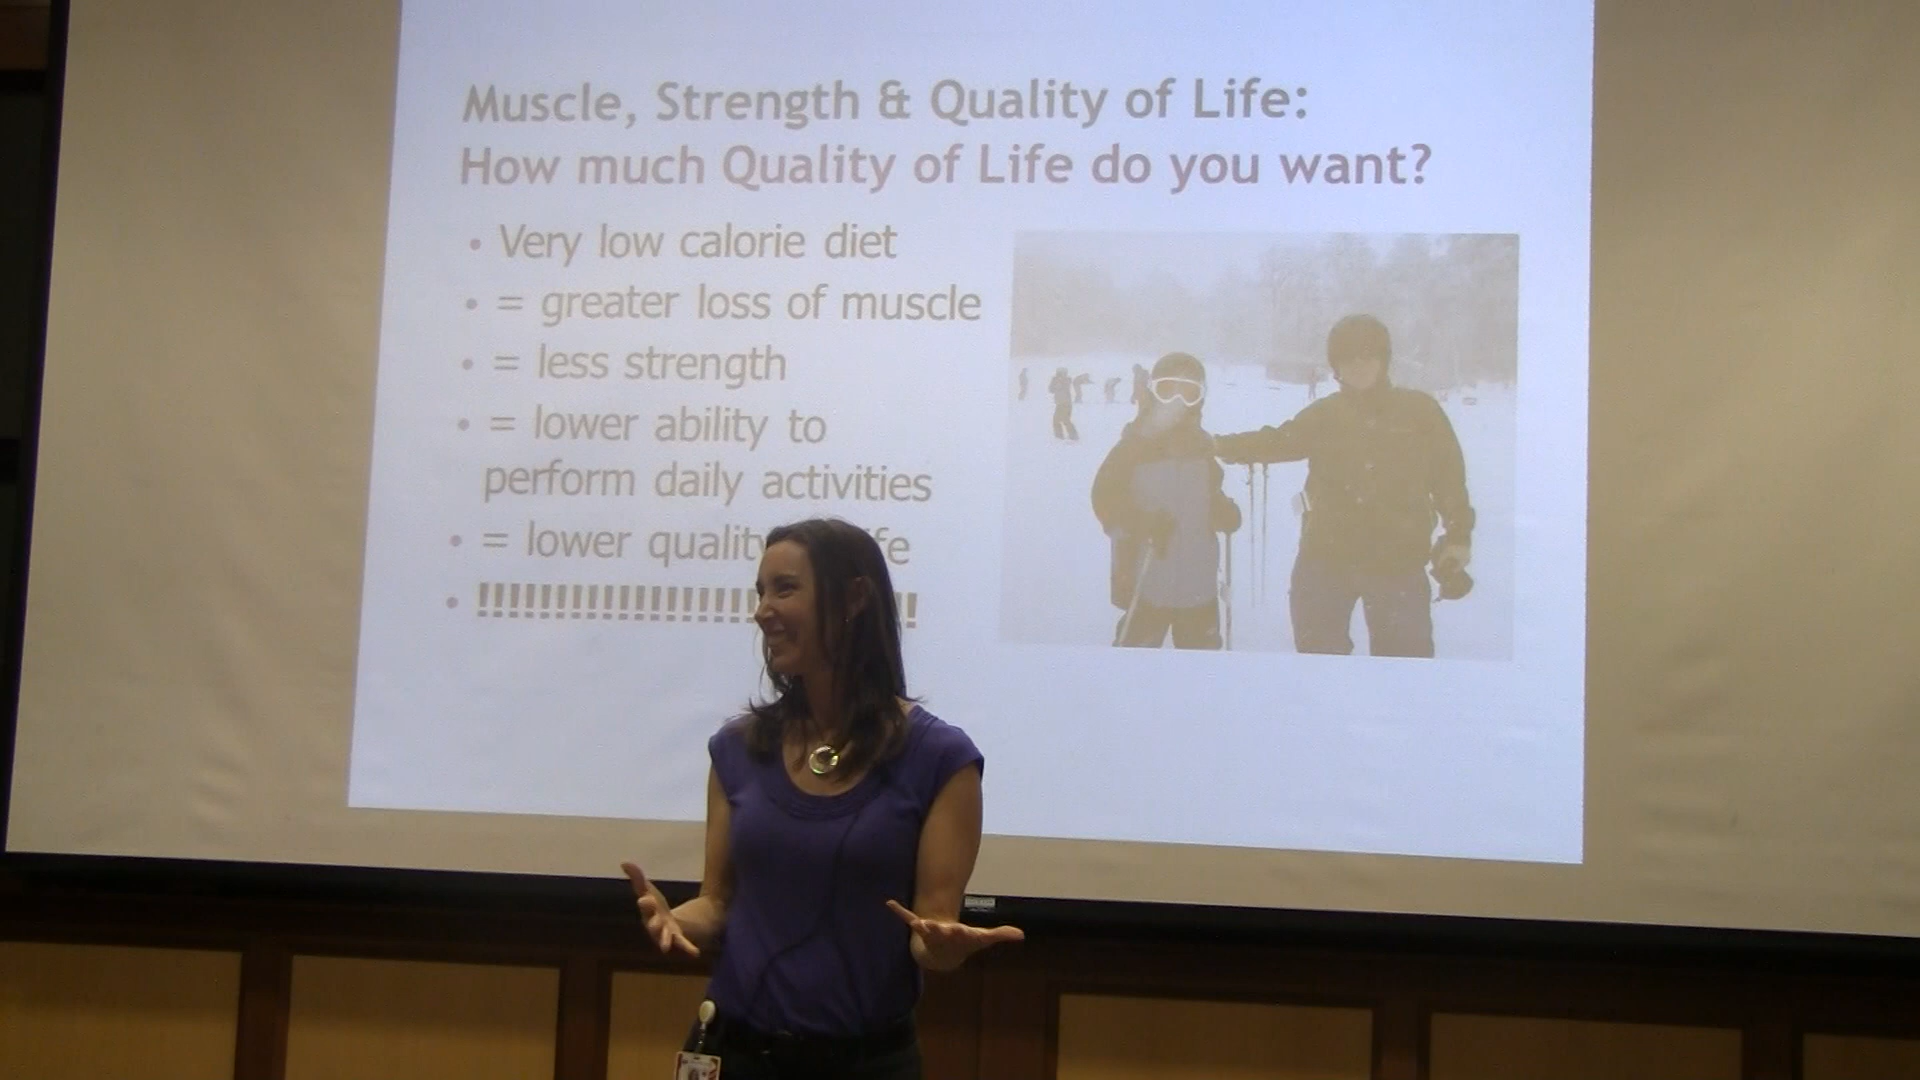 Muscle, Strength & Quality of Life:
How much Quality of Life do you want?
• Very low calorie diet
• = greater loss of muscle
• = less strength
• = lower ability to
perform daily activities
• = lower quality fe
• !!!!!!!!!!!!!!!!!!!!!!